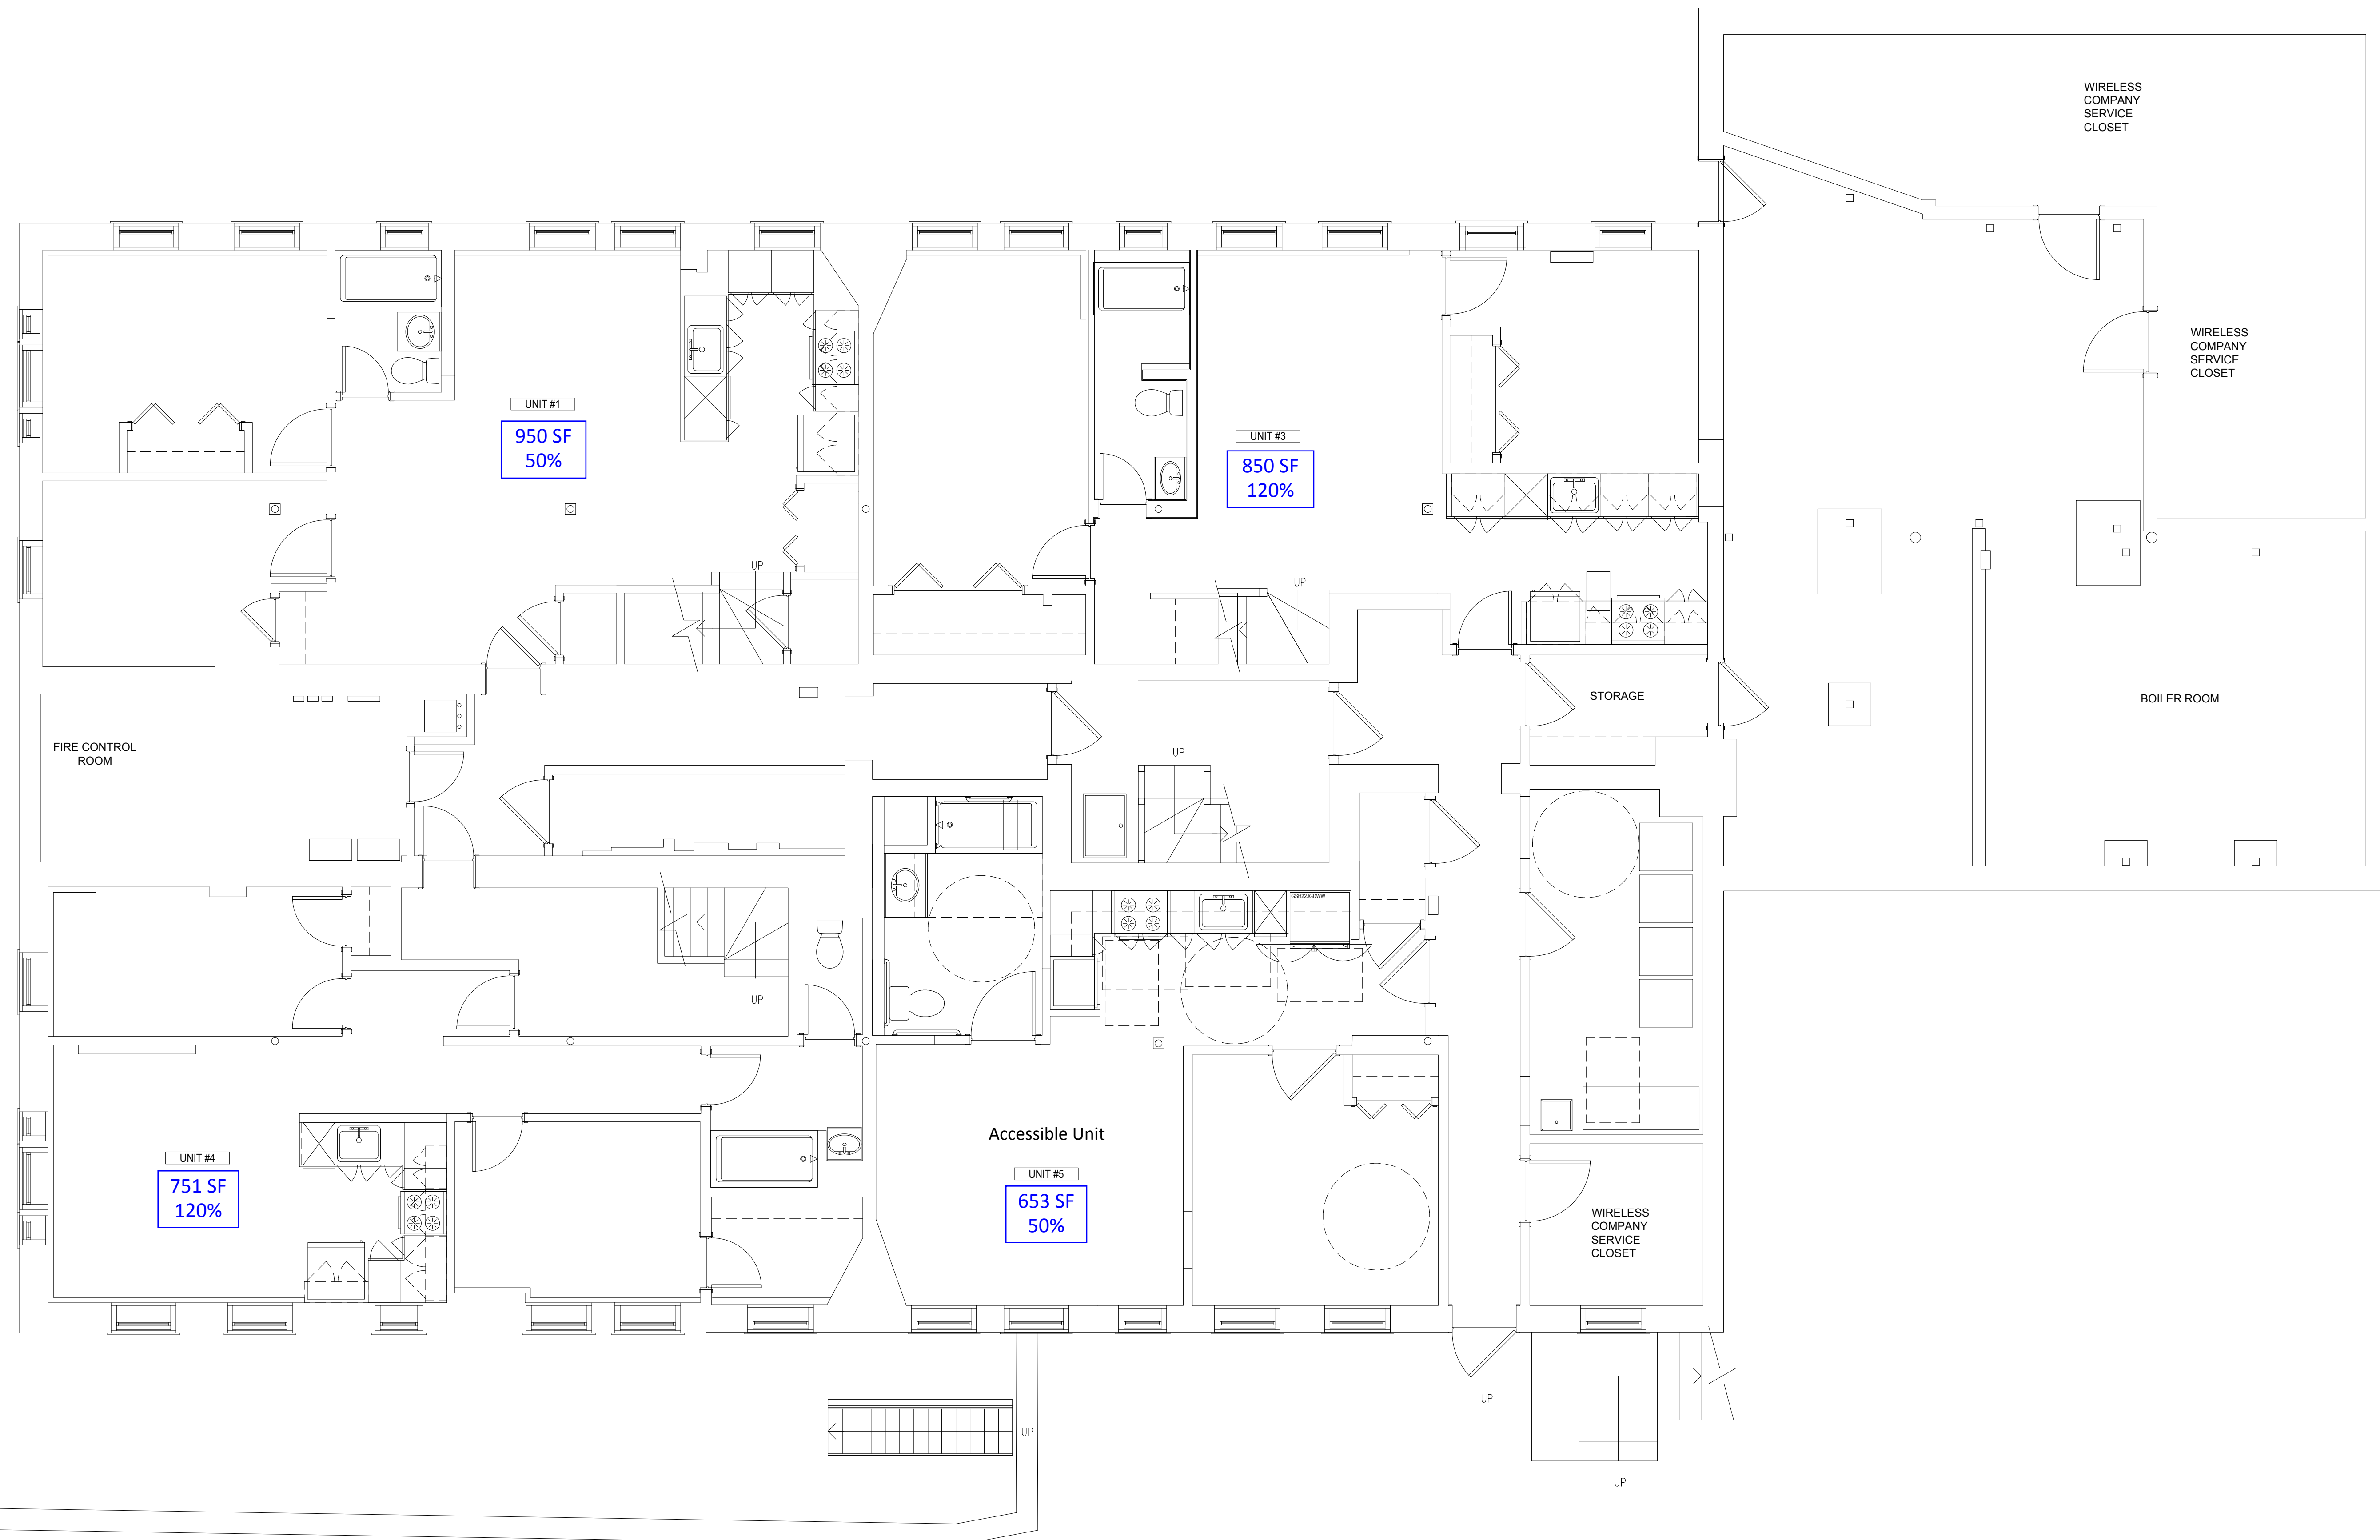 WIRELESS
COMPANY
SERVICE
CLOSET
WIRELESS
COMPANY
SERVICE
CLOSET
UNIT #1
950 SF
50%
UNIT #3
850 SF
120%
UP
UP
STORAGE
BOILER ROOM
FIRE CONTROL
ROOM
UP
GSH22JGDWW
UP
Accessible Unit
UNIT #4
751 SF
120%
UNIT #5
653 SF
50%
WIRELESS
COMPANY
SERVICE
CLOSET
UP
UP
UP